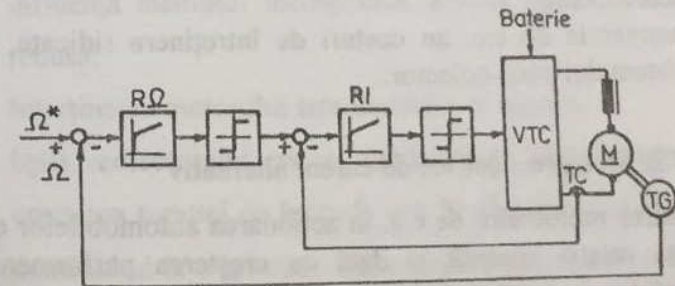 Baterie
RΩ
RI
Ω*
+
-
+
-
VTC
M
Ω
TC
TG